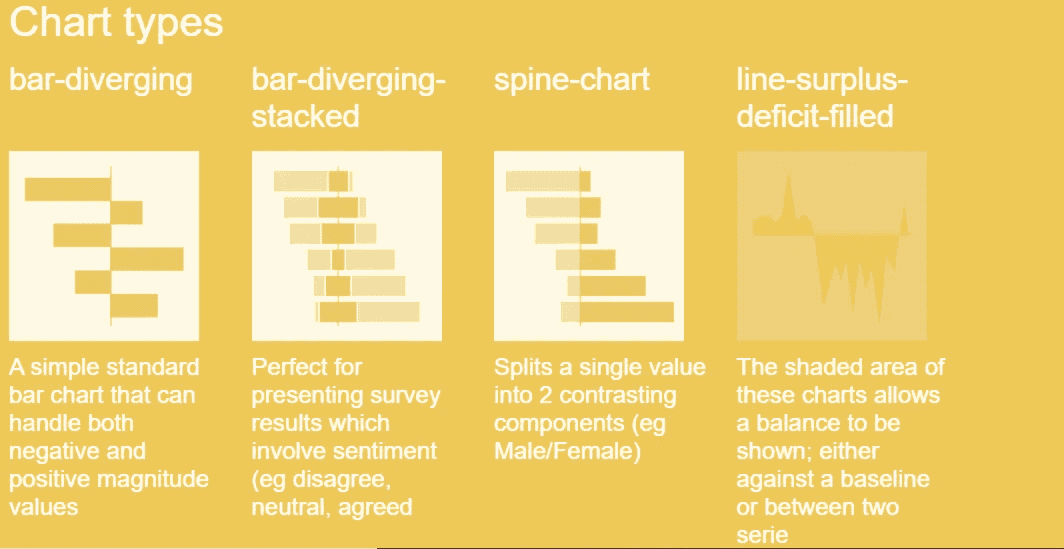 Chart types
bar-diverging
bar-diverging-
stacked
spine-chart
line-surplus-
deficit-filled
A simple standard
bar chart that can
handle both
negative and
positive magnitude
values
Perfect for
presenting survey
results which
involve sentiment
(eg disagree,
neutral, agreed
Splits a single value
into 2 contrasting
components (eg
Male/Female)
The shaded area of
these charts allows
a balance to be
shown; either
against a baseline
or between two
serie